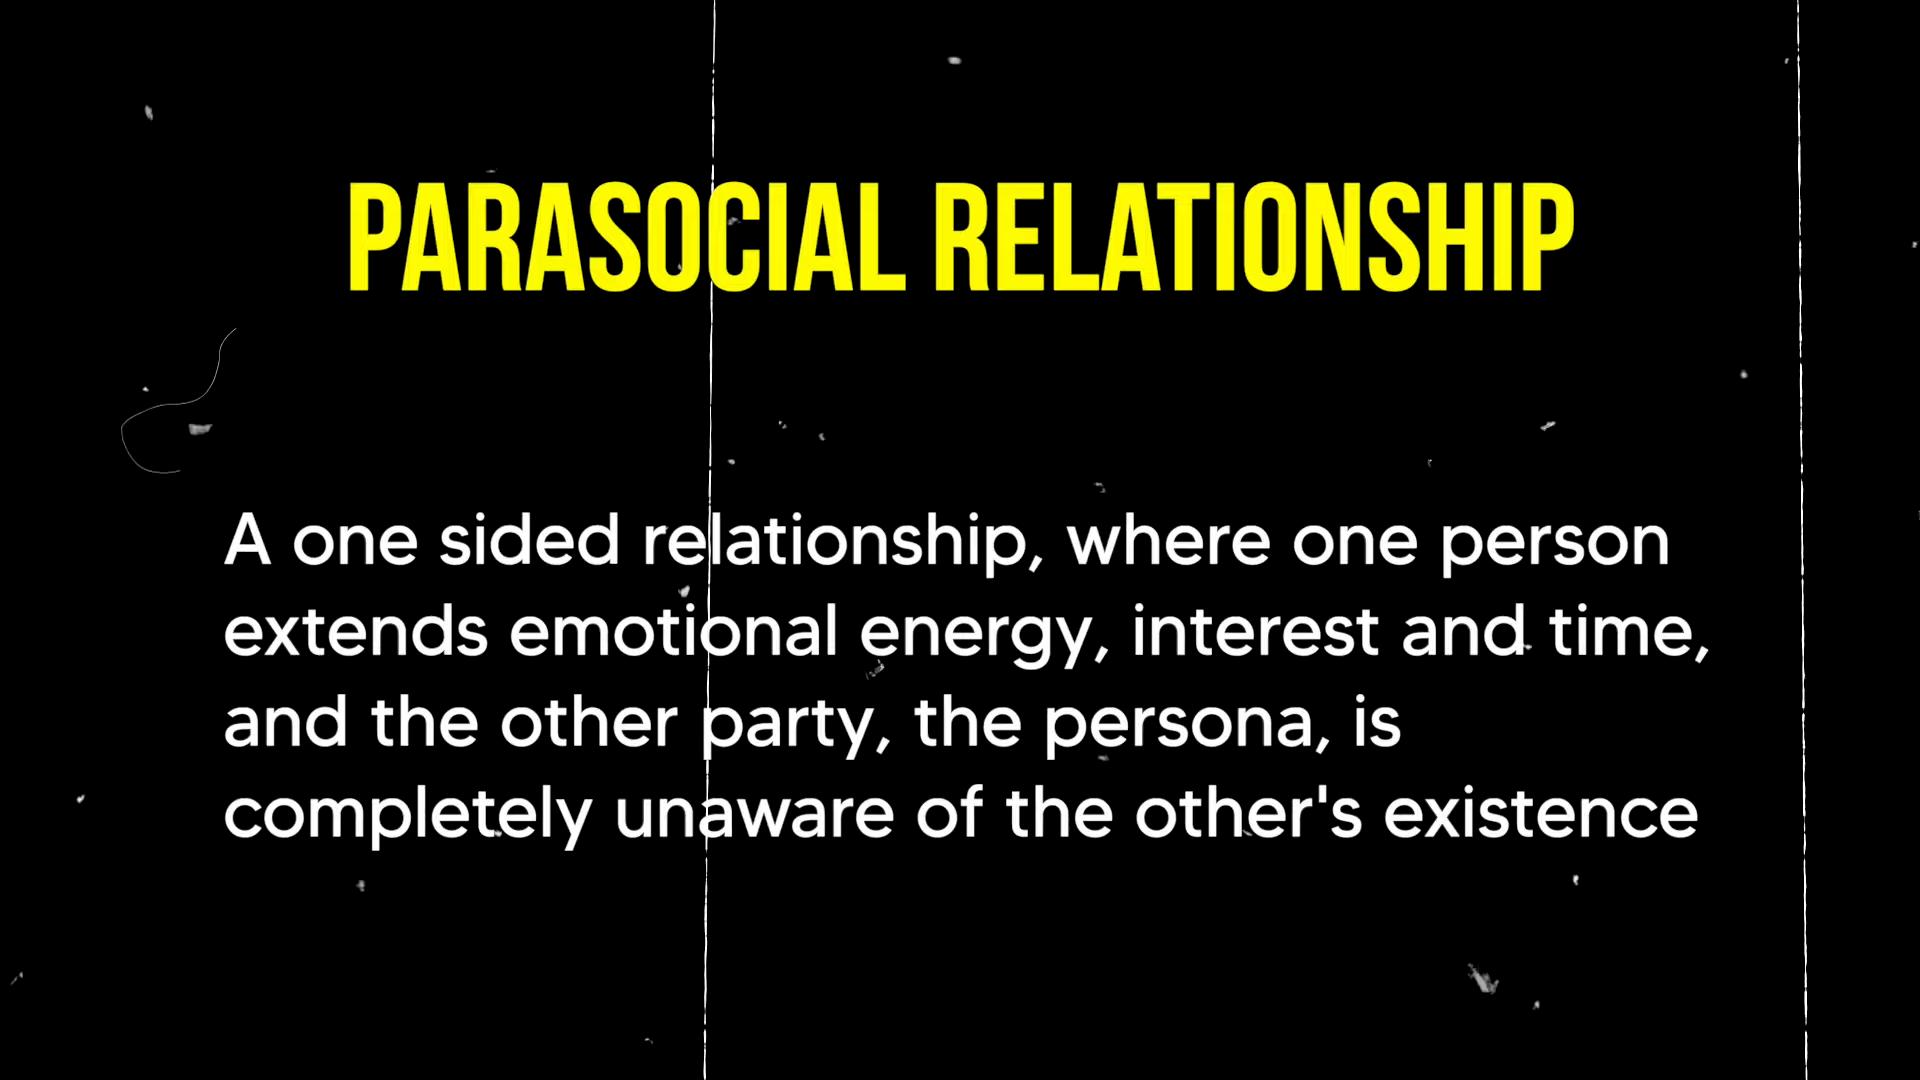 PARASOCIAL RELATIONSHIP
A one sided relationship, where one person
extends emotional energy, interest and time,
and the other party, the persona, is
completely unaware of the other's existence